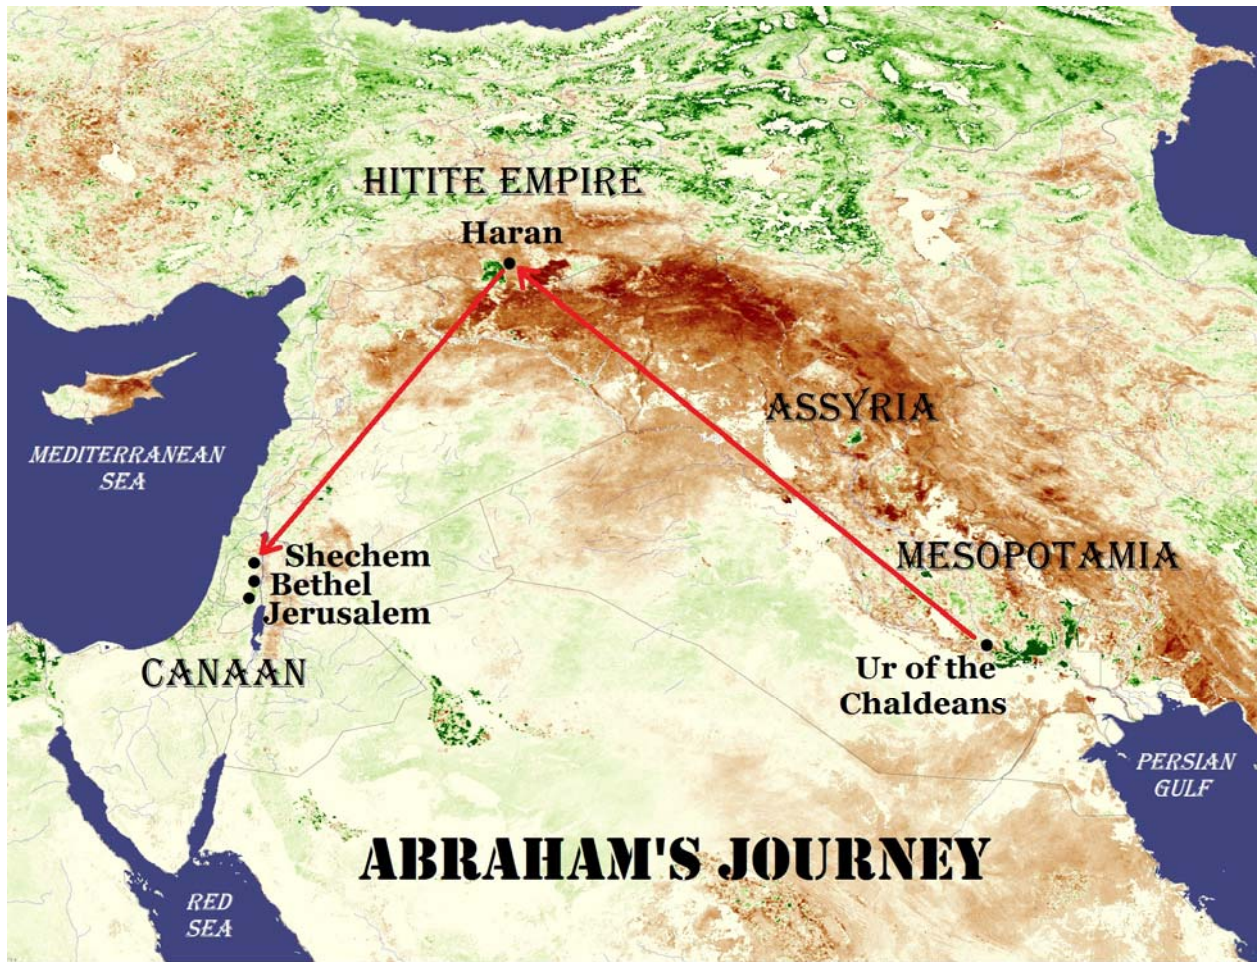 HITITE EMPIRE
Haran
ASSYRIA
MEDITERRANEAN
SEA
MESOPOTAMIA
Shechem
Bethel
Jerusalem
CANAAN
Ur of the
Chaldeans
PERSIAN
GULF
ABRAHAM'S JOURNEY
RED
SEA